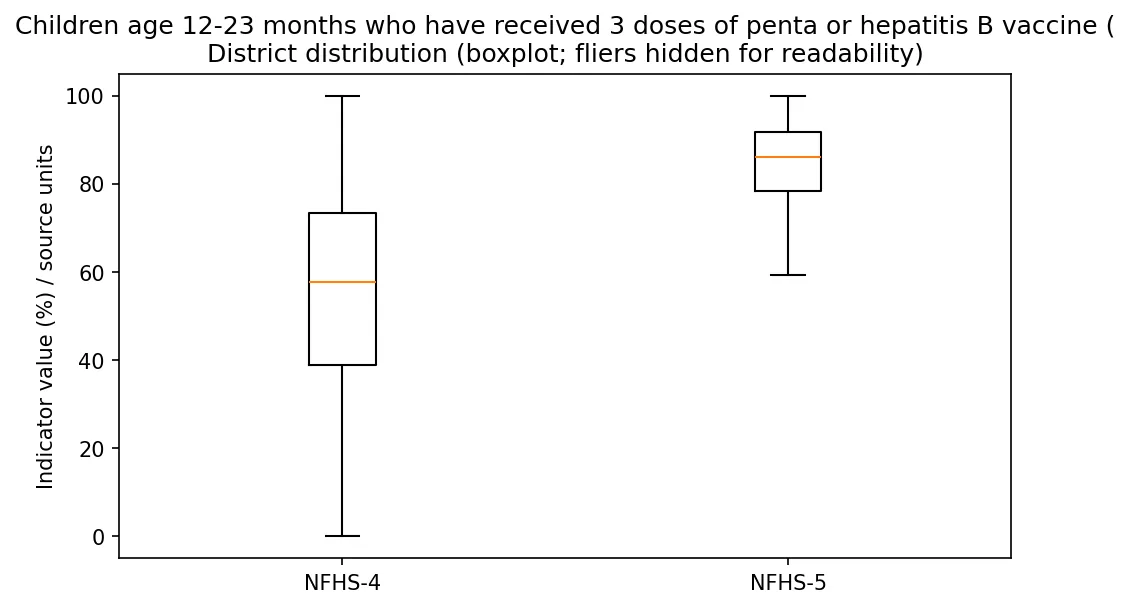 Children age 12-23 months who have received 3 doses of penta or hepatitis B vaccine (
District distribution (boxplot; fliers hidden for readability)
Indicator value (%) / source units
100
80
60
40
20
0
NFHS-4
NFHS-5